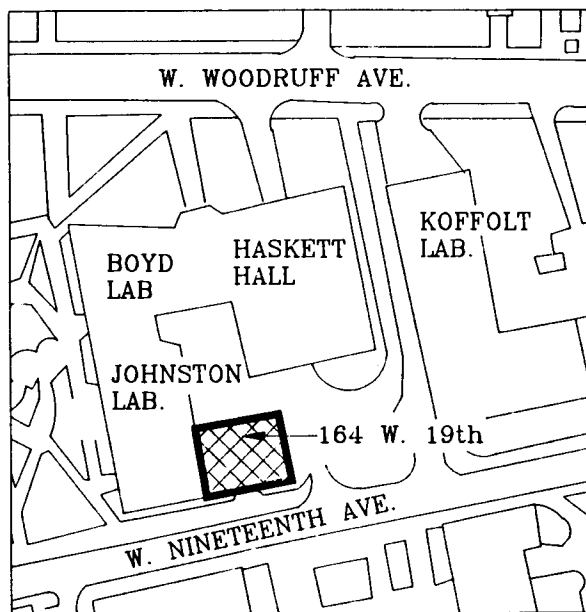 W. WOODRUFF AVE.
KOFFOLT
LAB.
HASKETT
HALL
BOYD
LAB
JOHNSTON
LAB.
164 W. 19th
W. NINETEENTH AVE.